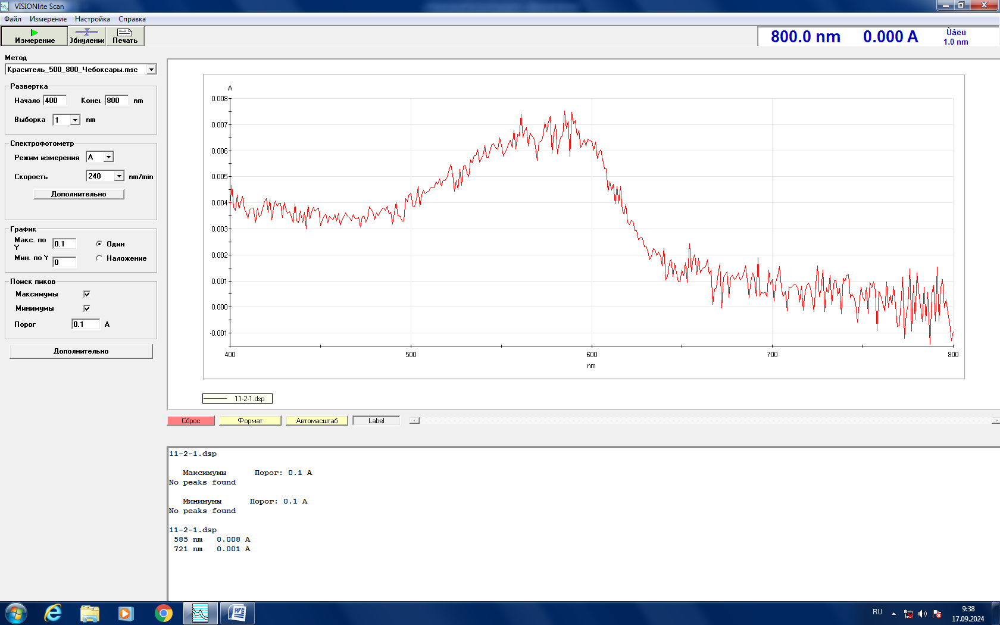 VISIONlite Scan
Файл Измерение Настройка Справка
Измерение Обнуление Печать
800.0 nm 0.000 A Ùåëü
1.0 nm
Метод
Краситель_500_800_Чебоксары.msc
Развертка
Начало 400 Конец 800 nm
Выборка 1 nm
Спектрофотометр
Режим измерения A
Скорость 240 nm/min
Дополнительно
График
Макс. по Y 0.1 Один
Мин. по Y 0 Наложение
Поиск пиков
Максимумы
Минимумы
Порог 0.1 A
Дополнительно
A
0.008
0.007
0.006
0.005
0.004
0.003
0.002
0.001
0.000
-0.001
400 500 600 700 800
nm
11-2-1.dsp
Сброс Формат Автомасштаб Label
11-2-1.dsp
Максимумы Порог: 0.1 A
No peaks found
Минимумы Порог: 0.1 A
No peaks found
11-2-1.dsp
585 nm 0.008 A
721 nm 0.001 A
RU 9:38
17.09.2024